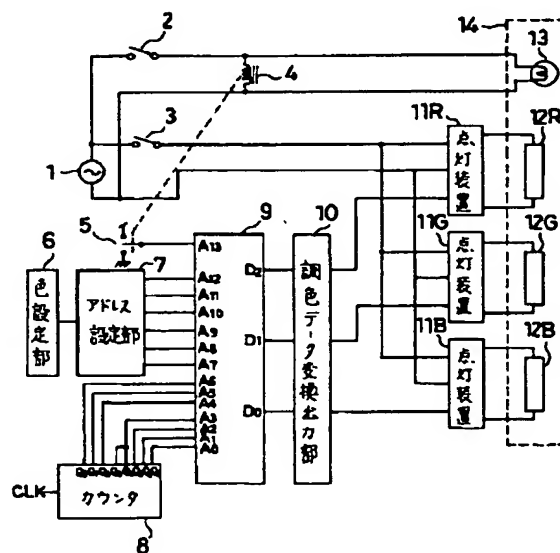 14
13
2
4
3
1
11R
点灯装置
12R
5
6
色設定部
7
アドレス設定部
9
A13
A12
A11
A10
A9
A8
A7
A6
A5
A4
A3
A2
A1
A0
D2
D1
D0
10
調色データ変換出力部
11G
点灯装置
12G
11B
点灯装置
12B
CLK
カウンタ
8